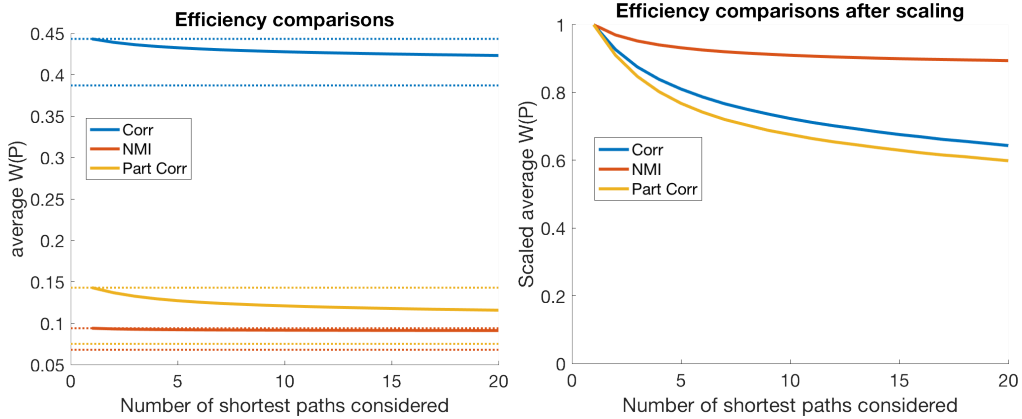 Efficiency comparisons
0.45
0.4
0.35
0.3
0.25
0.2
0.15
0.1
0.05
average W(P)
Corr
NMI
Part Corr
0
5
10
15
20
Number of shortest paths considered
Efficiency comparisons after scaling
1
0.8
0.6
0.4
0.2
0
Scaled average W(P)
Corr
NMI
Part Corr
0
5
10
15
20
Number of shortest paths considered